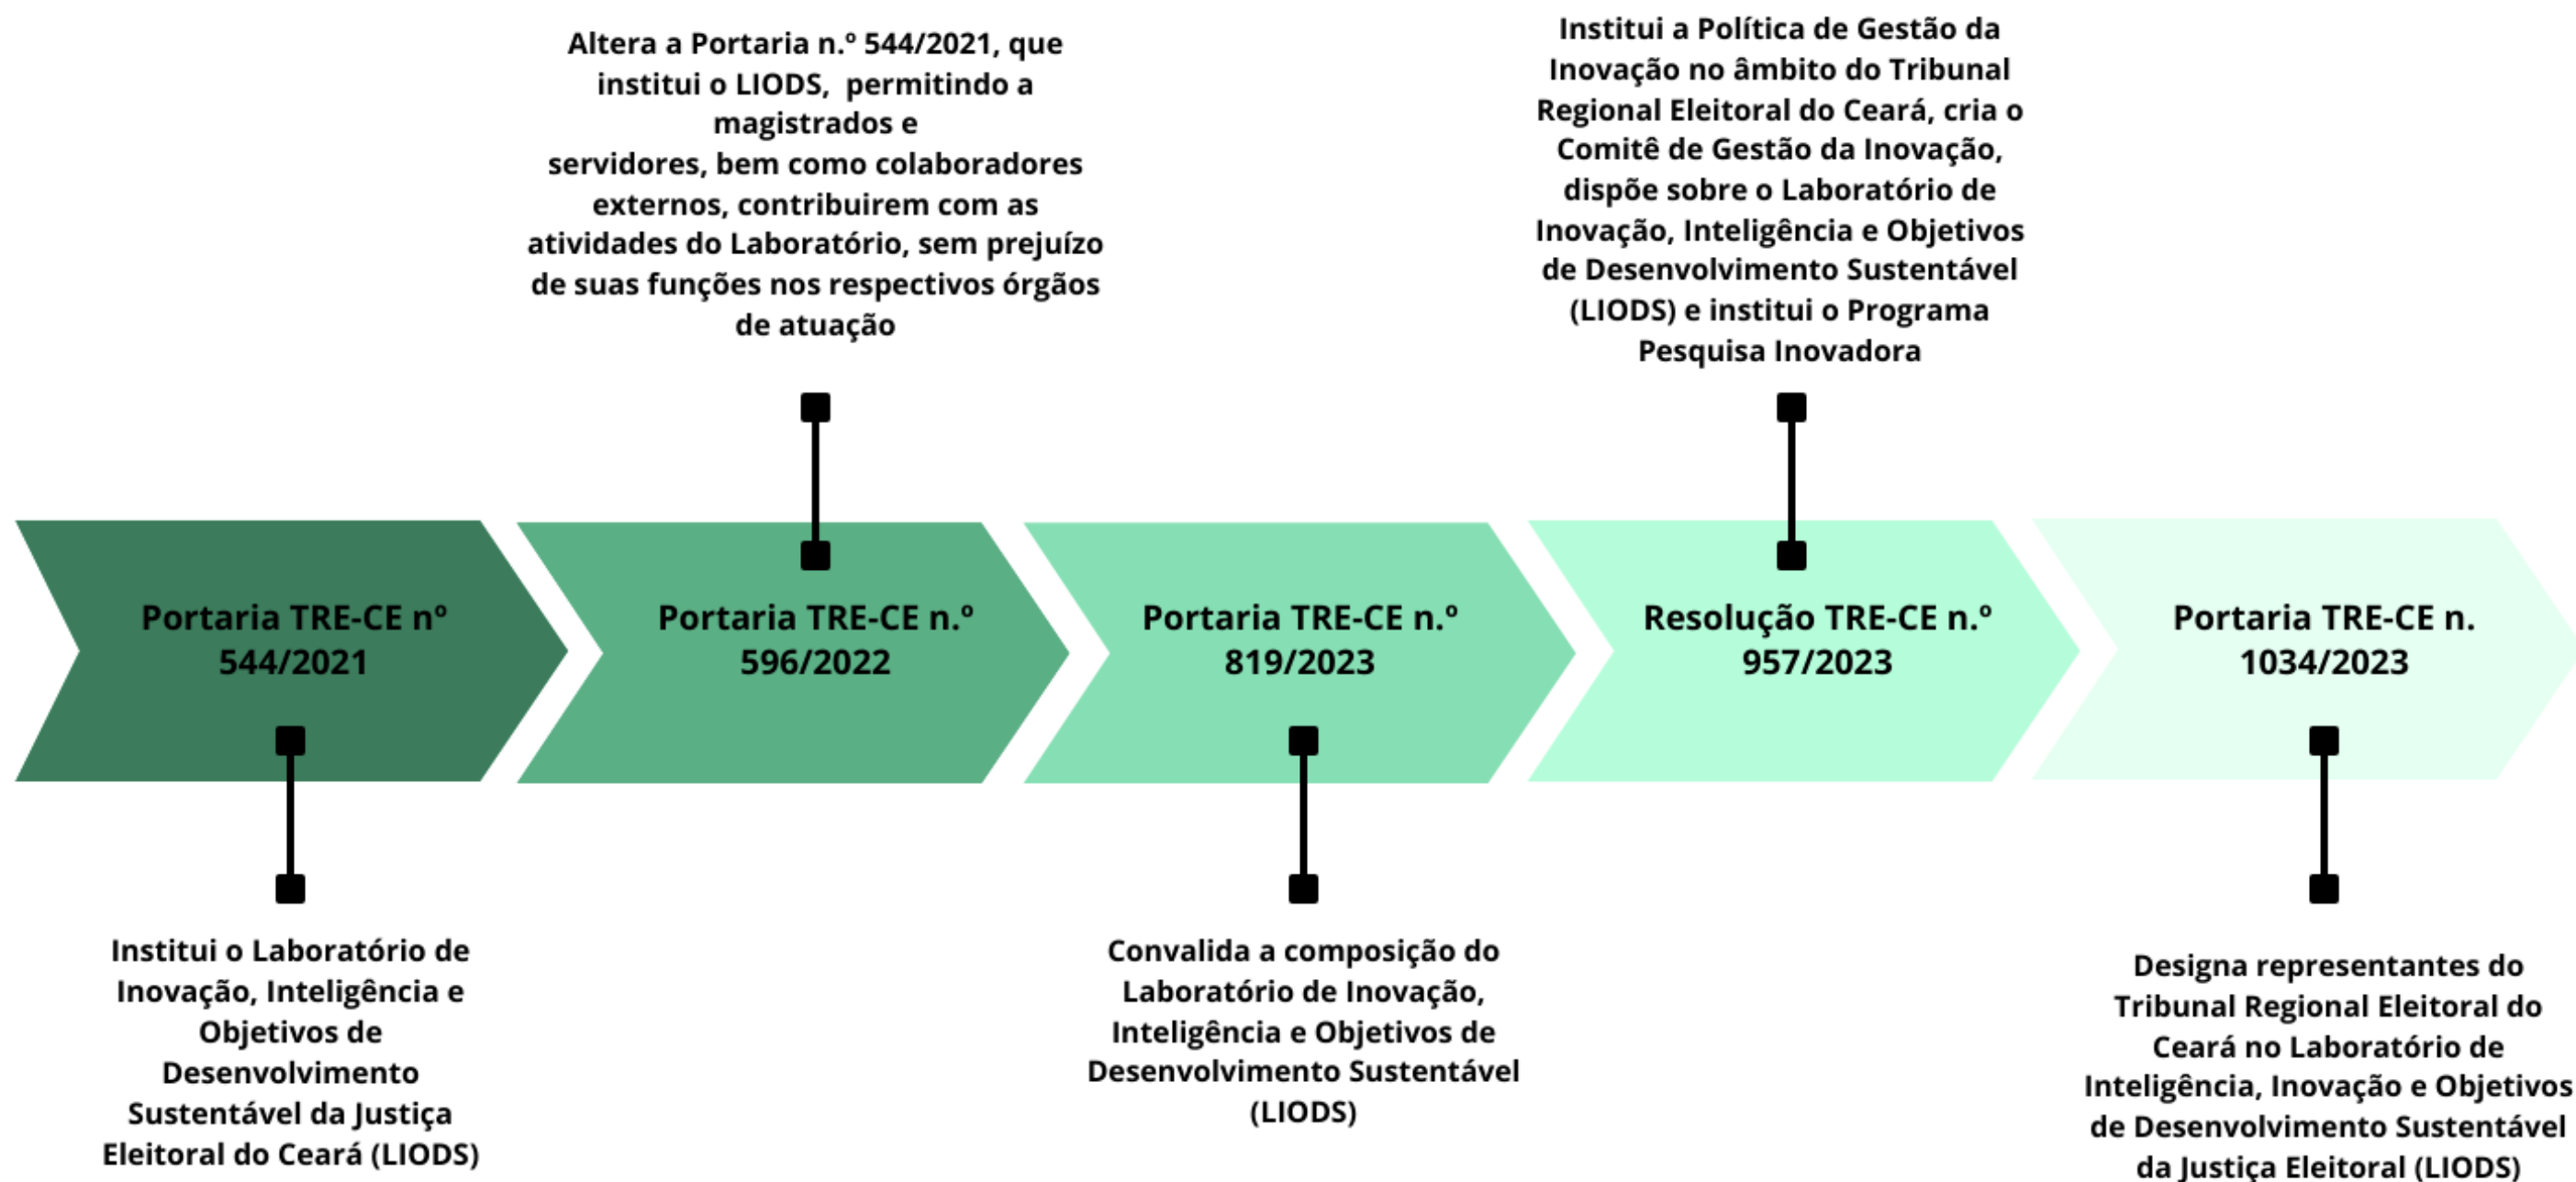 Altera a Portaria n.º 544/2021, que
institui o LIODS, permitindo a
magistrados e
servidores, bem como colaboradores
externos, contribuirem com as
atividades do Laboratório, sem prejuízo
de suas funções nos respectivos órgãos
de atuação
Institui a Política de Gestão da
Inovação no âmbito do Tribunal
Regional Eleitoral do Ceará, cria o
Comitê de Gestão da Inovação,
dispõe sobre o Laboratório de
Inovação, Inteligência e Objetivos
de Desenvolvimento Sustentável
(LIODS) e institui o Programa
Pesquisa Inovadora
Portaria TRE-CE nº
544/2021
Portaria TRE-CE n.º
596/2022
Portaria TRE-CE n.º
819/2023
Resolução TRE-CE n.º
957/2023
Portaria TRE-CE n.
1034/2023
Institui o Laboratório de
Inovação, Inteligência e
Objetivos de
Desenvolvimento
Sustentável da Justiça
Eleitoral do Ceará (LIODS)
Convalida a composição do
Laboratório de Inovação,
Inteligência e Objetivos de
Desenvolvimento Sustentável
(LIODS)
Designa representantes do
Tribunal Regional Eleitoral do
Ceará no Laboratório de
Inteligência, Inovação e Objetivos
de Desenvolvimento Sustentável
da Justiça Eleitoral (LIODS)